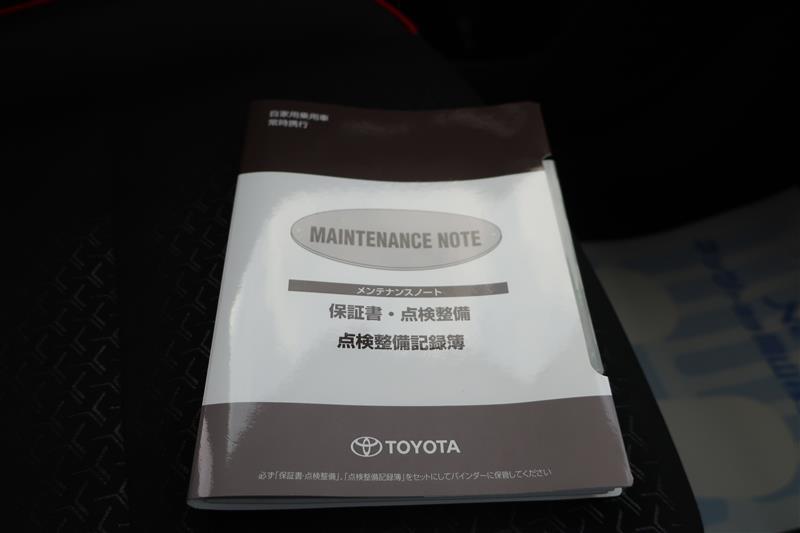 自家用乗用車
常時携行
MAINTENANCE NOTE
メンテナンスノート
保証書・点検整備
点検整備記録簿
TOYOTA
必ず「保証書・点検整備」、「点検整備記録簿」をセットにしてバインダーに保管してください